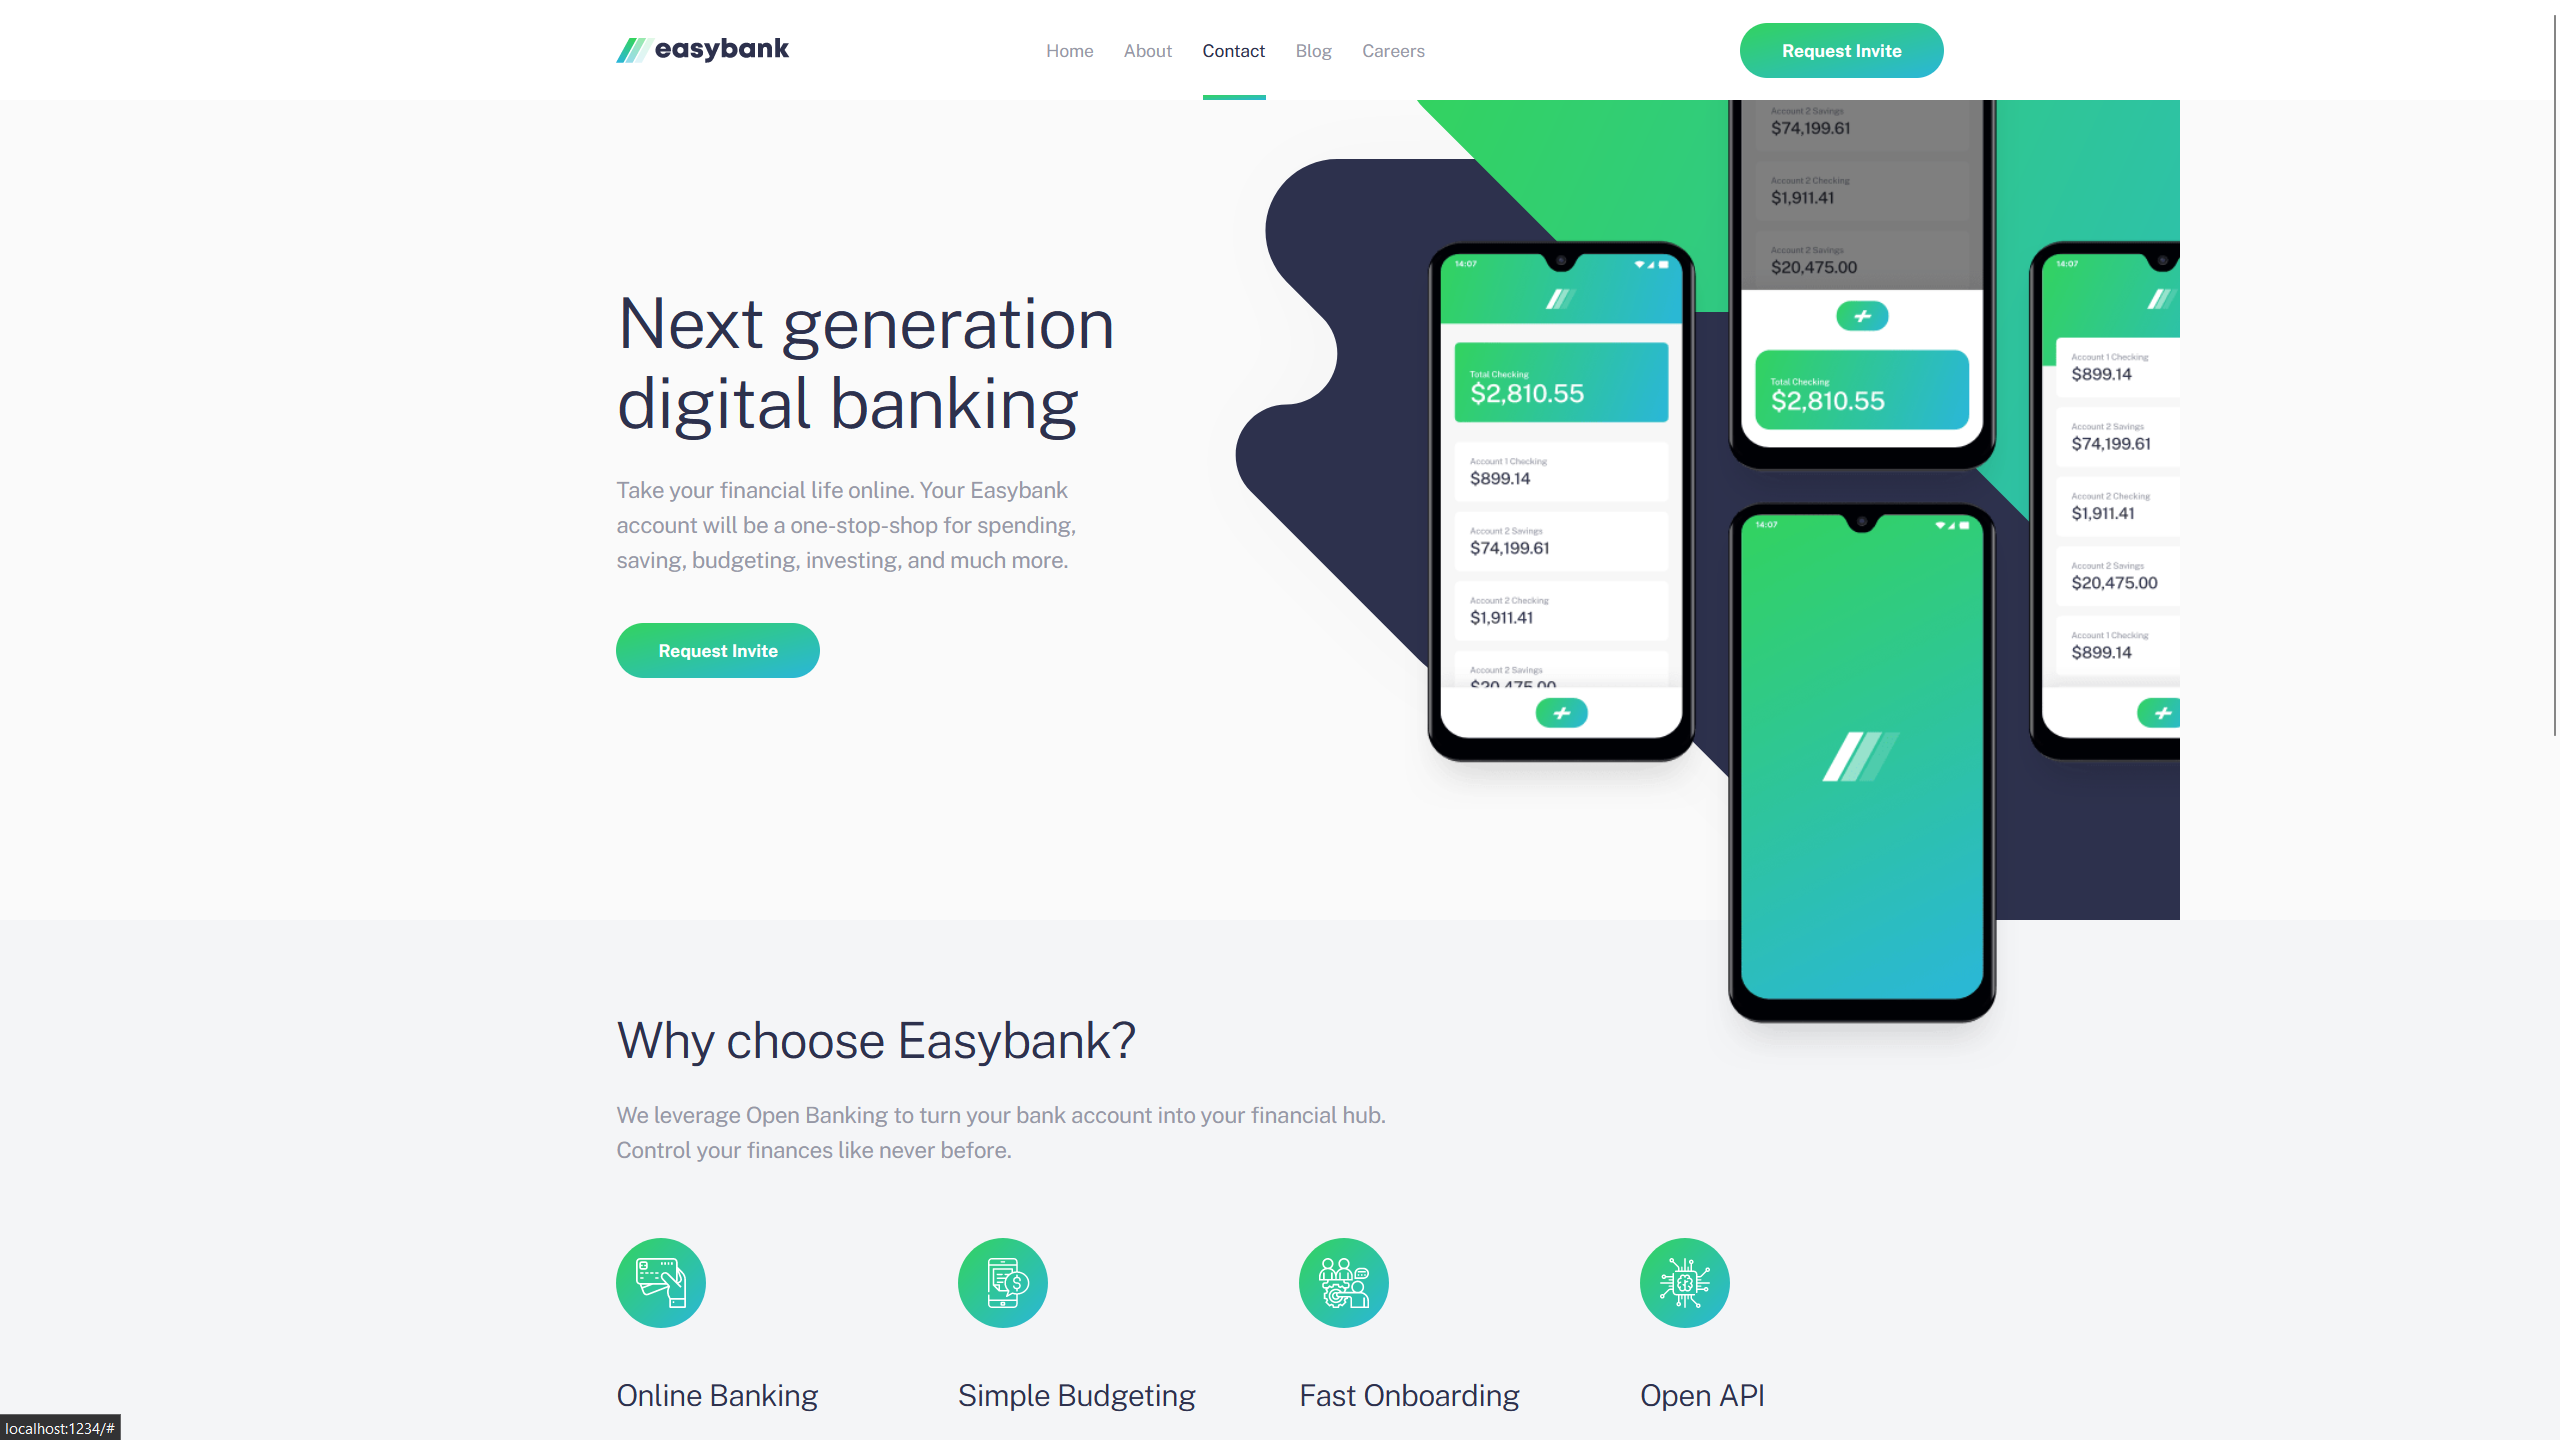 easybank
Home
About
Contact
Blog
Careers
Request Invite
Next generation
digital banking
Take your financial life online. Your Easybank
account will be a one-stop-shop for spending,
saving, budgeting, investing, and much more.
Request Invite
14:07
Total Checking
$2,810.55
Account 1 Checking
$899.14
Account 2 Savings
$74,199.61
Account 2 Checking
$1,911.41
Account 2 Savings
$20,475.00
Account 2 Savings
$74,199.61
Account 2 Checking
$1,911.41
Account 2 Savings
$20,475.00
Total Checking
$2,810.55
14:07
14:07
Account 1 Checking
$899.14
Account 2 Savings
$74,199.61
Account 2 Checking
$1,911.41
Account 2 Savings
$20,475.00
Account 1 Checking
$899.14
Why choose Easybank?
We leverage Open Banking to turn your bank account into your financial hub.
Control your finances like never before.
Online Banking
Simple Budgeting
Fast Onboarding
Open API
localhost:1234/#